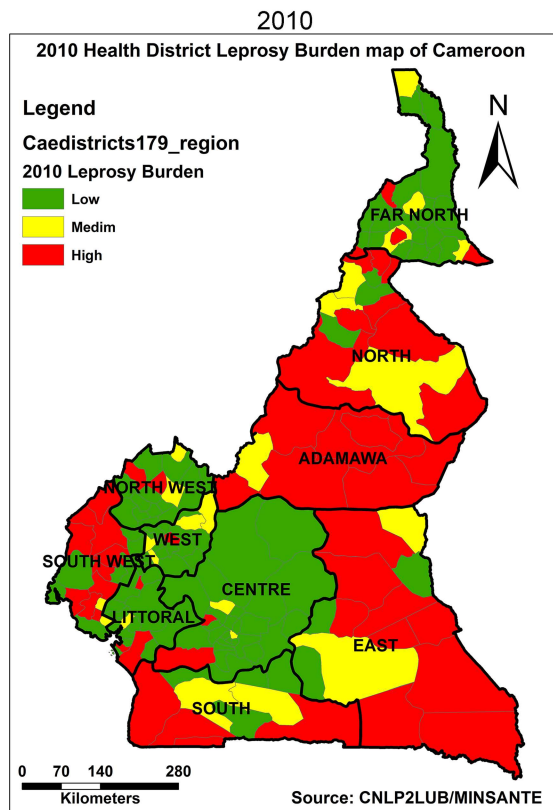 2010
2010 Health District Leprosy Burden map of Cameroon
Legend
Caedistricts179_region
2010 Leprosy Burden
Low
Medim
High
N
FAR NORTH
NORTH
ADAMAWA
NORTH WEST
WEST
SOUTH WEST
CENTRE
LITTORAL
EAST
SOUTH
0 70 140 280
Kilometers
Source: CNLP2LUB/MINSANTE